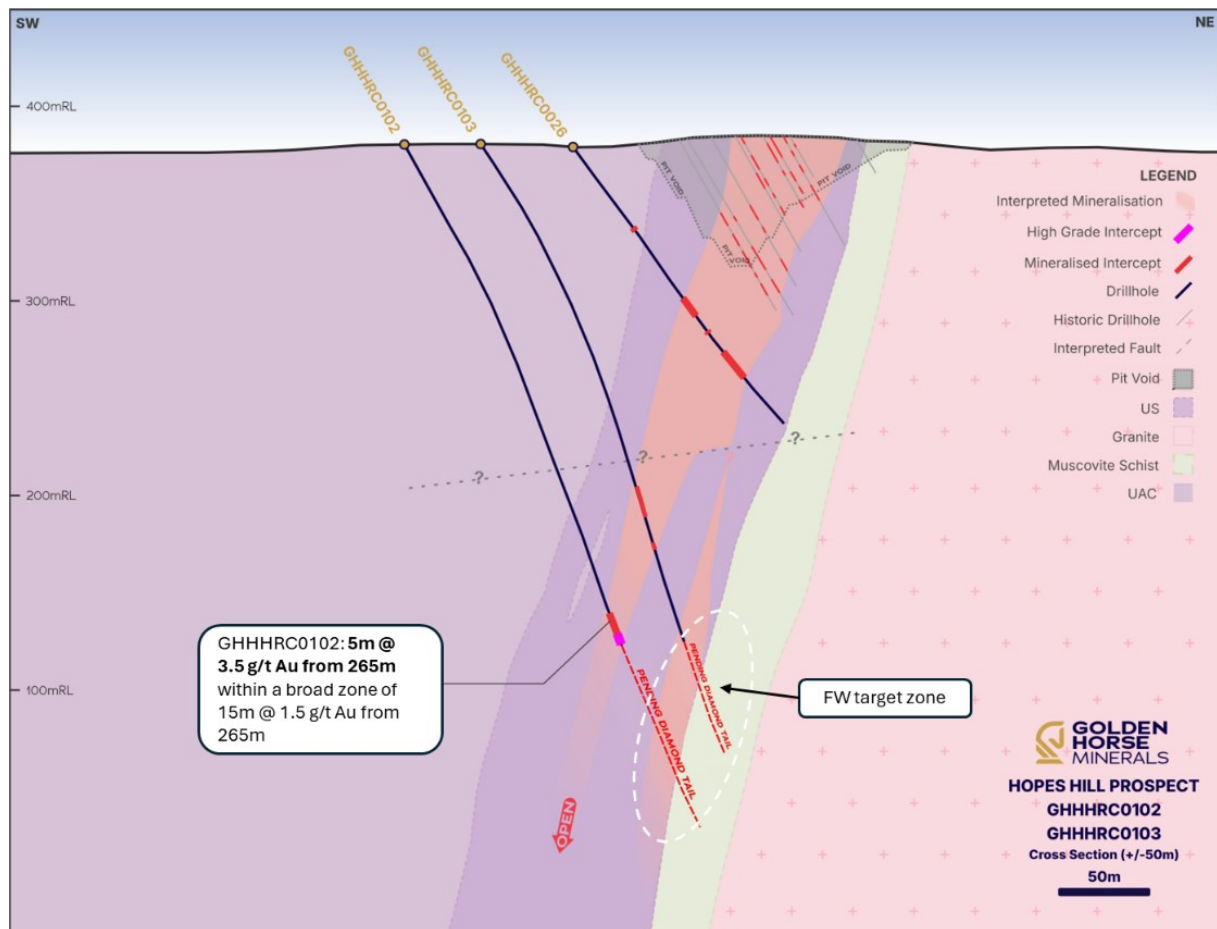 SW
NE
GHHHRC0102
GHHHRC0103
GHHHRC0026
400mRL
300mRL
200mRL
100mRL
PIT VOID
PIT VOID
PIT VOID
?
?
?
LEGEND
Interpreted Mineralisation
High Grade Intercept
Mineralised Intercept
Drillhole
Historic Drillhole
Interpreted Fault
Pit Void
US
Granite
Muscovite Schist
UAC
GHHHRC0102: 5m @
3.5 g/t Au from 265m
within a broad zone of
15m @ 1.5 g/t Au from
265m
PENDING DIAMOND TAIL
PENDING DIAMOND TAIL
FW target zone
OPEN
GOLDEN
HORSE
MINERALS
HOPES HILL PROSPECT
GHHHRC0102
GHHHRC0103
Cross Section (+/-50m)
50m